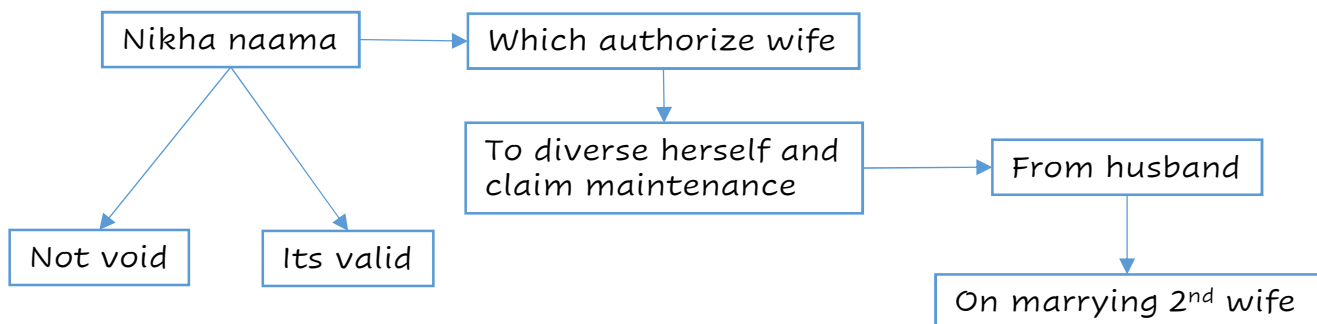 Nikha naama
Which authorize wife
To diverse herself and
claim maintenance
From husband
Not void
Its valid
On marrying 2nd wife